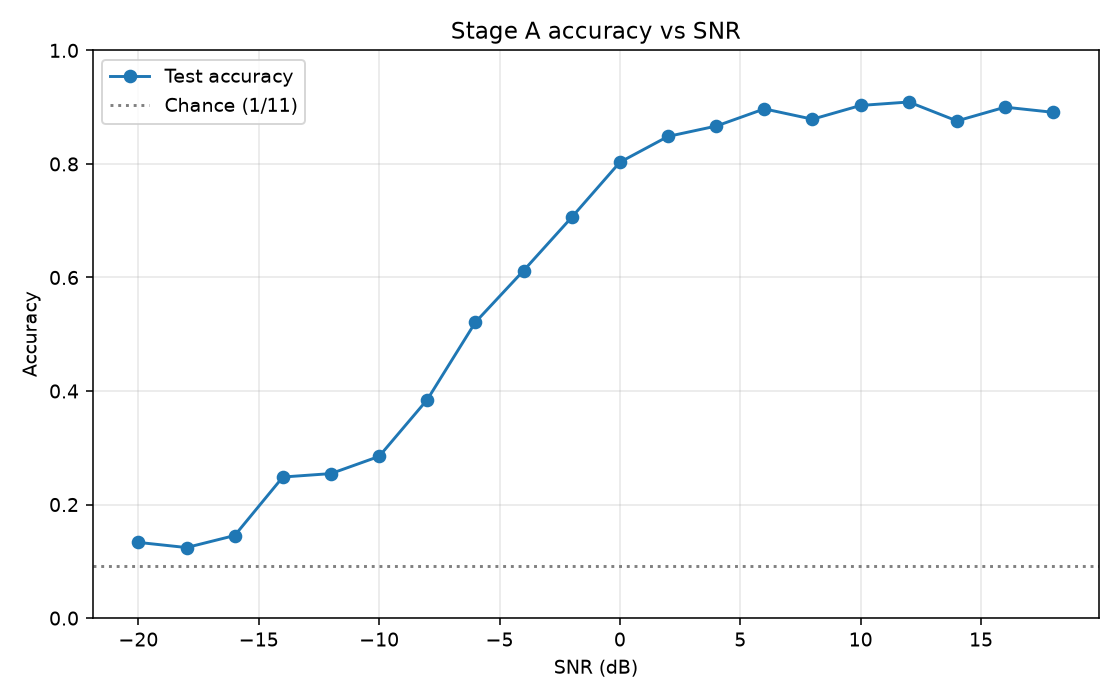 Stage A accuracy vs SNR
1.0
Test accuracy
Chance (1/11)
0.8
0.6
Accuracy
0.4
0.2
0.0
−20 −15 −10 −5 0 5 10 15
SNR (dB)